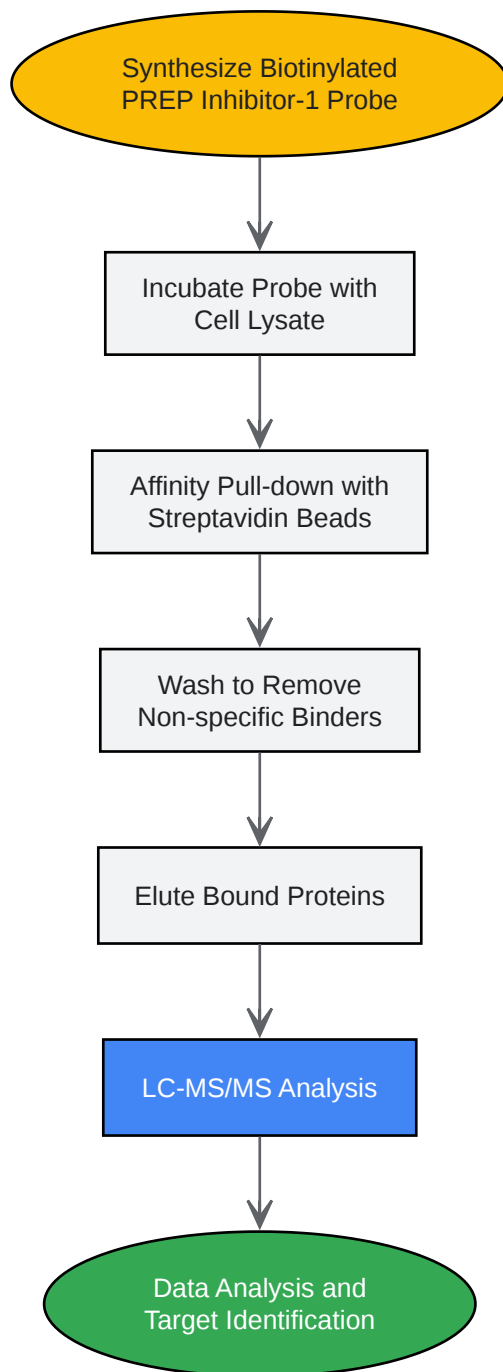 Synthesize Biotinylated
PREP Inhibitor-1 Probe
Incubate Probe with
Cell Lysate
Affinity Pull-down with
Streptavidin Beads
Wash to Remove
Non-specific Binders
Elute Bound Proteins
LC-MS/MS Analysis
Data Analysis and
Target Identification